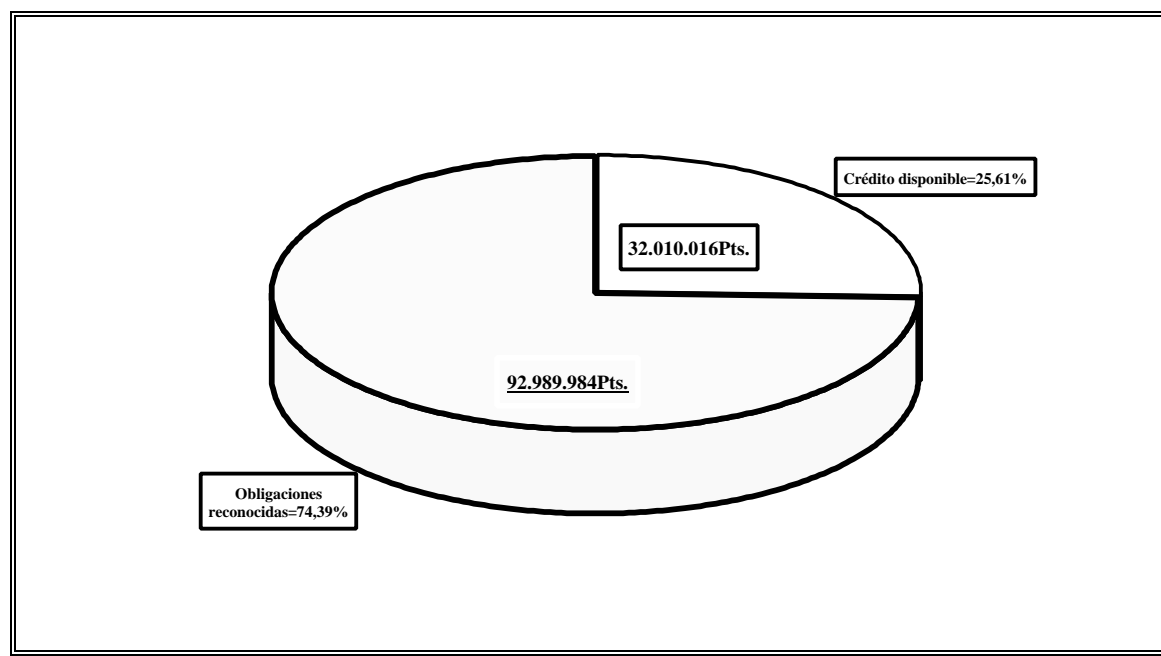 Crédito disponible=25,61%
32.010.016Pts.
92.989.984Pts.
Obligaciones
reconocidas=74,39%